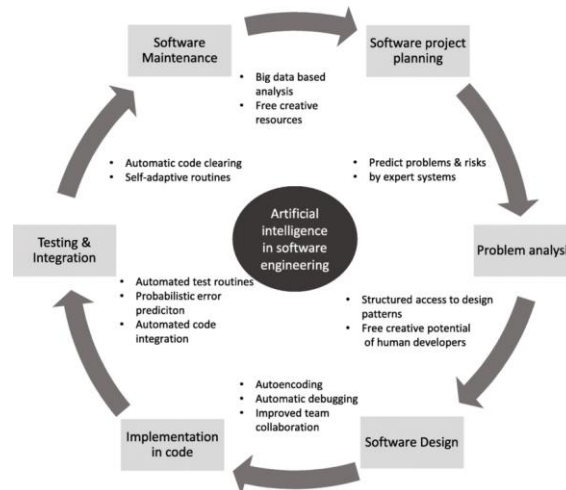 Software
Maintenance
Software project
planning
• Big data based
analysis
• Free creative
resources
• Automatic code clearing
• Self-adaptive routines
• Predict problems & risks
• by expert systems
Artificial
intelligence
in software
engineering
Testing &
Integration
Problem analysis
• Automated test routines
• Probabilistic error
prediciton
• Automated code
integration
• Structured access to design
patterns
• Free creative potential
of human developers
• Autoencoding
• Automatic debugging
• Improved team
collaboration
Implementation
in code
Software Design